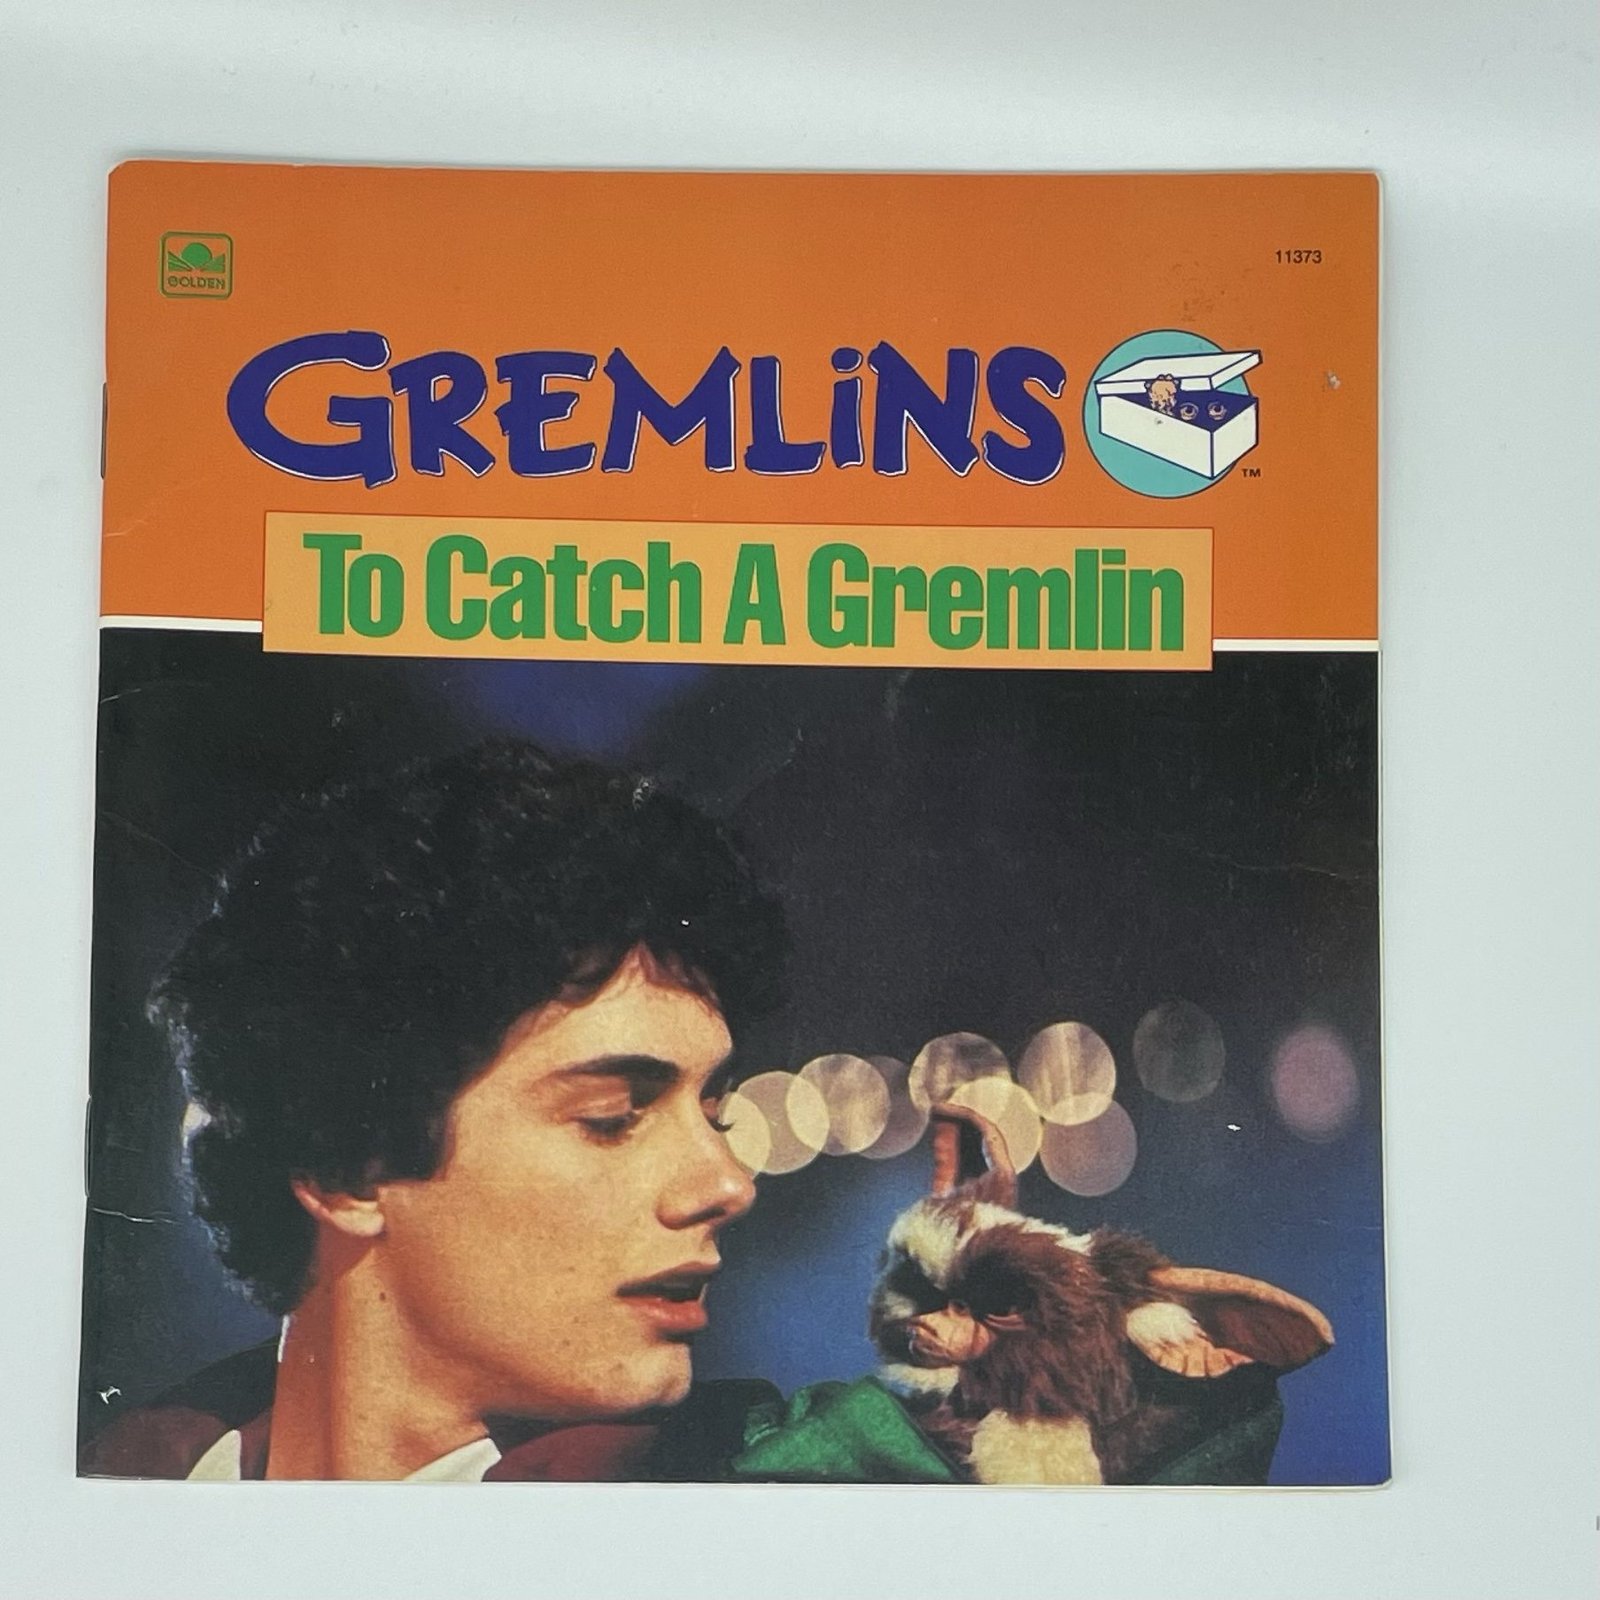 GOLDEN
11373
GREMLiNS
TM
To Catch A Gremlin